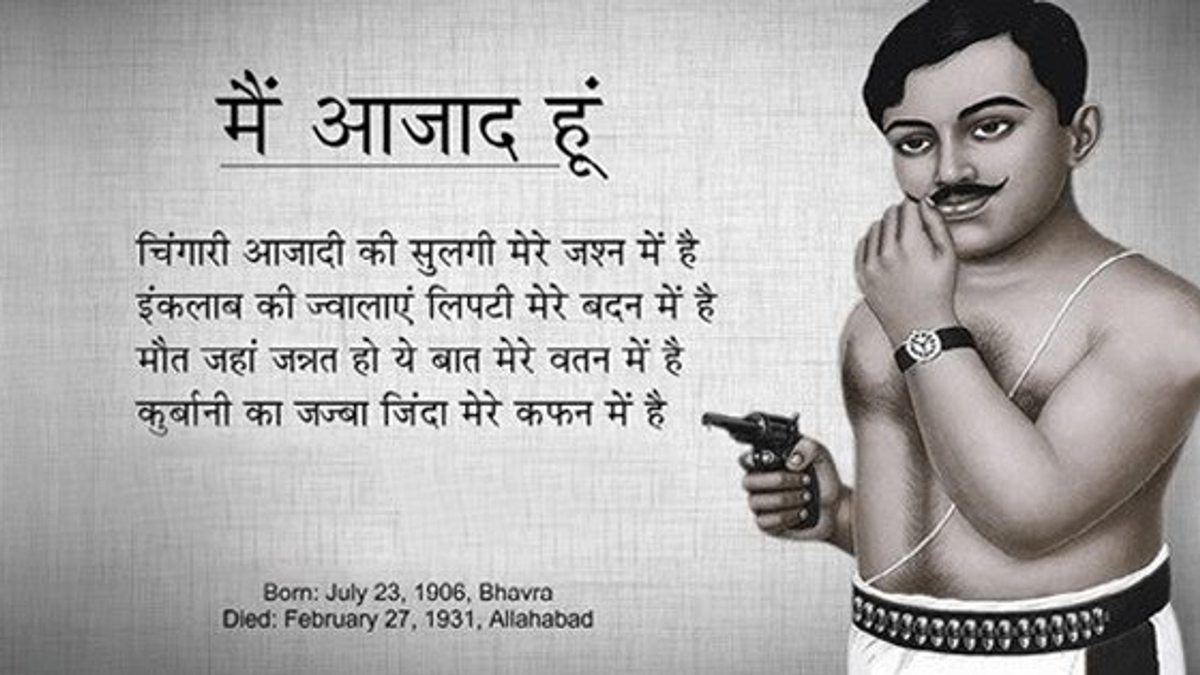 मैं आजाद हूं
चिंगारी आजादी की सुलगी मेरे जश्न में है
इंकलाब की ज्वालाएं लिपटी मेरे बदन में है
मौत जहां जन्नत हो ये बात मेरे वतन में है
कुर्बानी का जज्बा जिंदा मेरे कफन में है
Born: July 23, 1906, Bhavra
Died: February 27, 1931, Allahabad